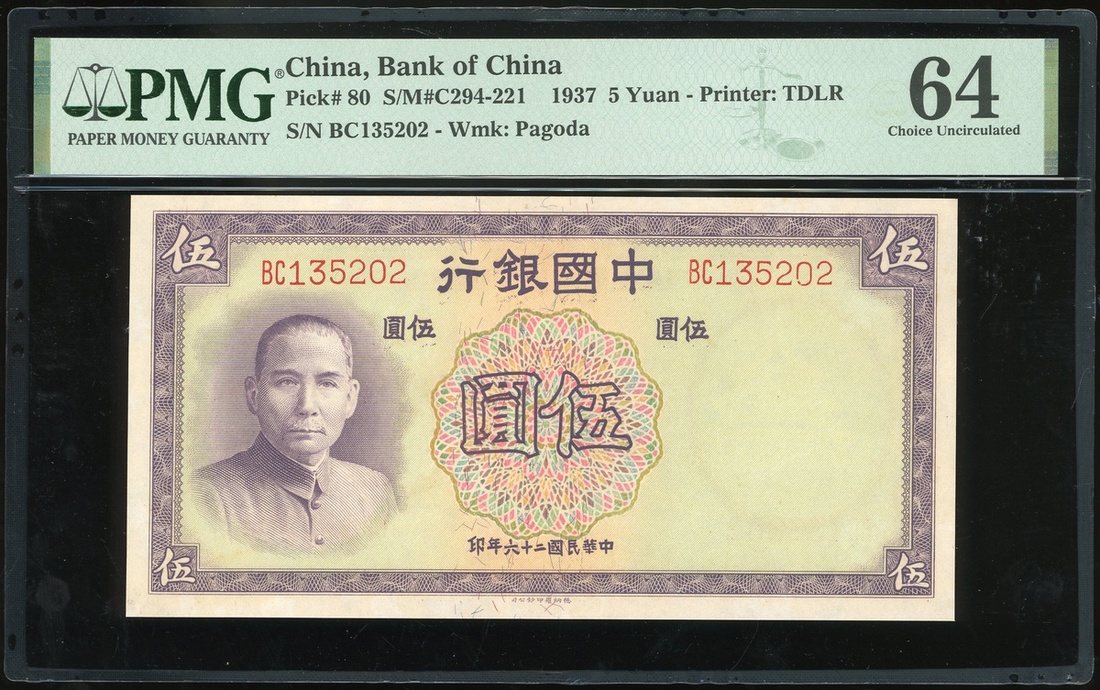 PMG®
PAPER MONEY GUARANTY
China, Bank of China
Pick# 80 S/M#C294-221 1937 5 Yuan - Printer: TDLR
S/N BC135202 - Wmk: Pagoda
64
Choice Uncirculated
伍 伍
BC135202 行銀國中 BC135202
圓伍 圓伍
圓伍
印年六十二國民華中
伍 伍